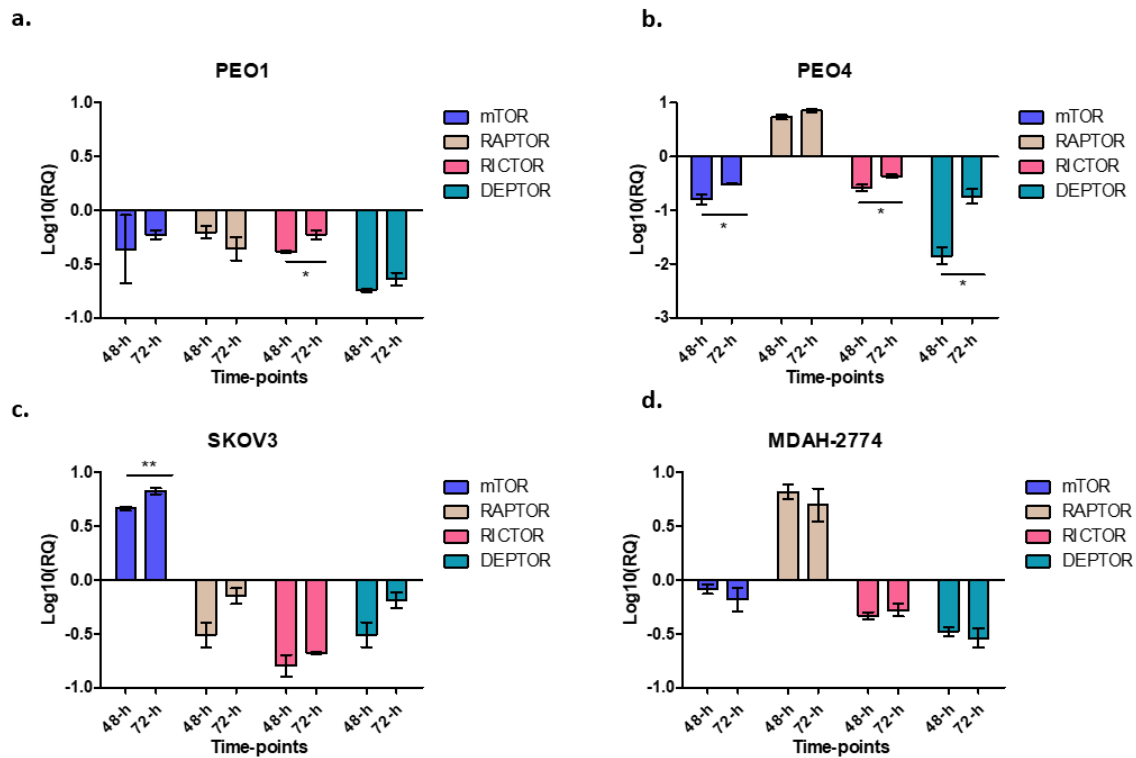 a.
PEO1
Log10(RQ)
1.0
0.5
0.0
-0.5
-1.0
*
48-h 72-h 48-h 72-h 48-h 72-h 48-h 72-h
Time-points
mTOR
RAPTOR
RICTOR
DEPTOR
b.
PEO4
Log10(RQ)
1
0
-1
-2
-3
* * *
48-h 72-h 48-h 72-h 48-h 72-h 48-h 72-h
Time-points
mTOR
RAPTOR
RICTOR
DEPTOR
c.
SKOV3
Log10(RQ)
1.0
0.5
0.0
-0.5
-1.0
**
48-h 72-h 48-h 72-h 48-h 72-h 48-h 72-h
Time-points
mTOR
RAPTOR
RICTOR
DEPTOR
d.
MDAH-2774
Log10(RQ)
1.0
0.5
0.0
-0.5
-1.0
48-h 72-h 48-h 72-h 48-h 72-h 48-h 72-h
Time-points
mTOR
RAPTOR
RICTOR
DEPTOR